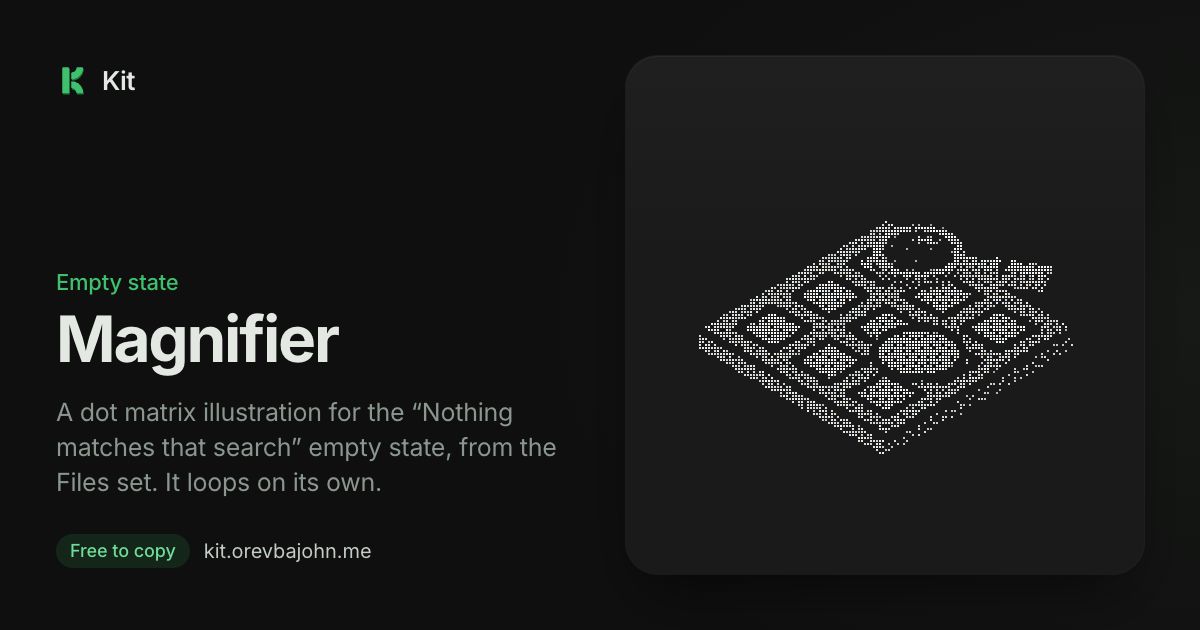 Kit
Empty state
Magnifier
A dot matrix illustration for the “Nothing
matches that search” empty state, from the
Files set. It loops on its own.
Free to copy
kit.orevbajohn.me